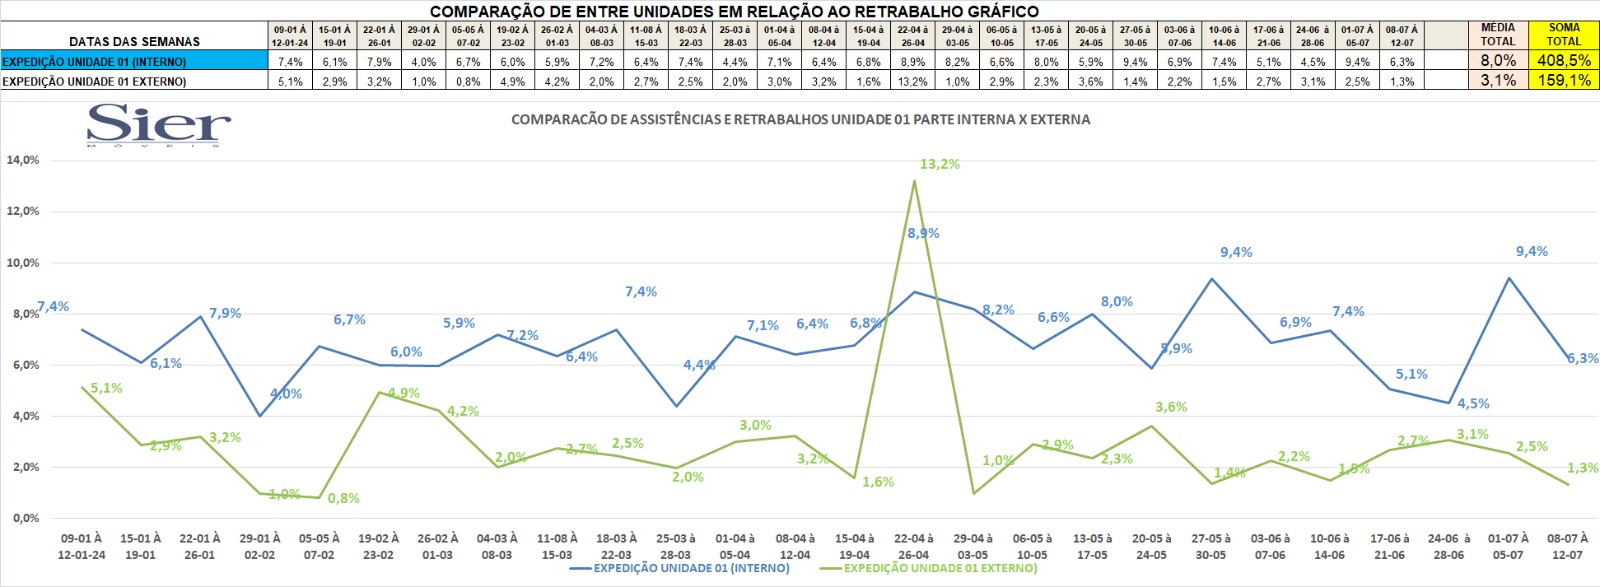 COMPARAÇÃO DE ENTRE UNIDADES EM RELAÇÃO AO RETRABALHO GRÁFICO
DATAS DAS SEMANAS 09-01 À 12-01-24 15-01 À 19-01 22-01 À 26-01 29-01 À 02-02 05-05 À 07-02 19-02 À 23-02 26-02 À 01-03 04-03 À 08-03 11-08 À 15-03 18-03 À 22-03 25-03 à 28-03 01-04 à 05-04 08-04 à 12-04 15-04 à 19-04 22-04 à 26-04 29-04 à 03-05 06-05 À 10-05 13-05 À 17-05 20-05 à 24-05 27-05 À 30-05 03-06 à 07-06 10-06 à 14-06 17-06 À 21-06 24-06 à 28-06 01-07 À 05-07 08-07 À 12-07 MÉDIA TOTAL SOMA TOTAL
EXPEDIÇÃO UNIDADE 01 (INTERNO) 7,4% 6,1% 7,9% 4,0% 6,7% 6,0% 5,9% 7,2% 6,4% 7,4% 4,4% 7,1% 6,4% 6,8% 8,9% 8,2% 6,6% 8,0% 5,9% 9,4% 6,9% 7,4% 5,1% 4,5% 9,4% 6,3% 8,0% 408,5%
EXPEDIÇÃO UNIDADE 01 EXTERNO) 5,1% 2,9% 3,2% 1,0% 0,8% 4,9% 4,2% 2,0% 2,7% 2,5% 2,0% 3,0% 3,2% 1,6% 13,2% 1,0% 2,9% 2,3% 3,6% 1,4% 2,2% 1,5% 2,7% 3,1% 2,5% 1,3% 3,1% 159,1%
Sier
MÓVEIS
COMPARACÃO DE ASSISTÊNCIAS E RETRABALHOS UNIDADE 01 PARTE INTERNA X EXTERNA
14,0%
12,0%
10,0%
8,0%
6,0%
4,0%
2,0%
0,0%
7,4% 6,1% 7,9% 4,0% 6,7% 6,0% 5,9% 7,2% 6,4% 7,4% 4,4% 7,1% 6,4% 6,8% 8,9% 8,2% 6,6% 8,0% 5,9% 9,4% 6,9% 7,4% 5,1% 4,5% 9,4% 6,3%
5,1% 2,9% 3,2% 1,0% 0,8% 4,9% 4,2% 2,0% 2,7% 2,5% 2,0% 3,0% 3,2% 1,6% 13,2% 1,0% 2,9% 2,3% 3,6% 1,4% 2,2% 1,5% 2,7% 3,1% 2,5% 1,3%
09-01 À 15-01 À 22-01 À 29-01 À 05-05 À 19-02 À 26-02 À 04-03 À 11-08 À 18-03 À 25-03 à 01-04 à 08-04 à 15-04 à 22-04 à 29-04 à 06-05 À 13-05 À 20-05 à 27-05 À 03-06 à 10-06 à 17-06 À 24-06 à 01-07 À 08-07 À
12-01-24 19-01 26-01 02-02 07-02 23-02 01-03 08-03 15-03 22-03 28-03 05-04 12-04 19-04 26-04 03-05 10-05 17-05 24-05 30-05 07-06 14-06 21-06 28-06 05-07 12-07
EXPEDIÇÃO UNIDADE 01 (INTERNO) EXPEDIÇÃO UNIDADE 01 EXTERNO)